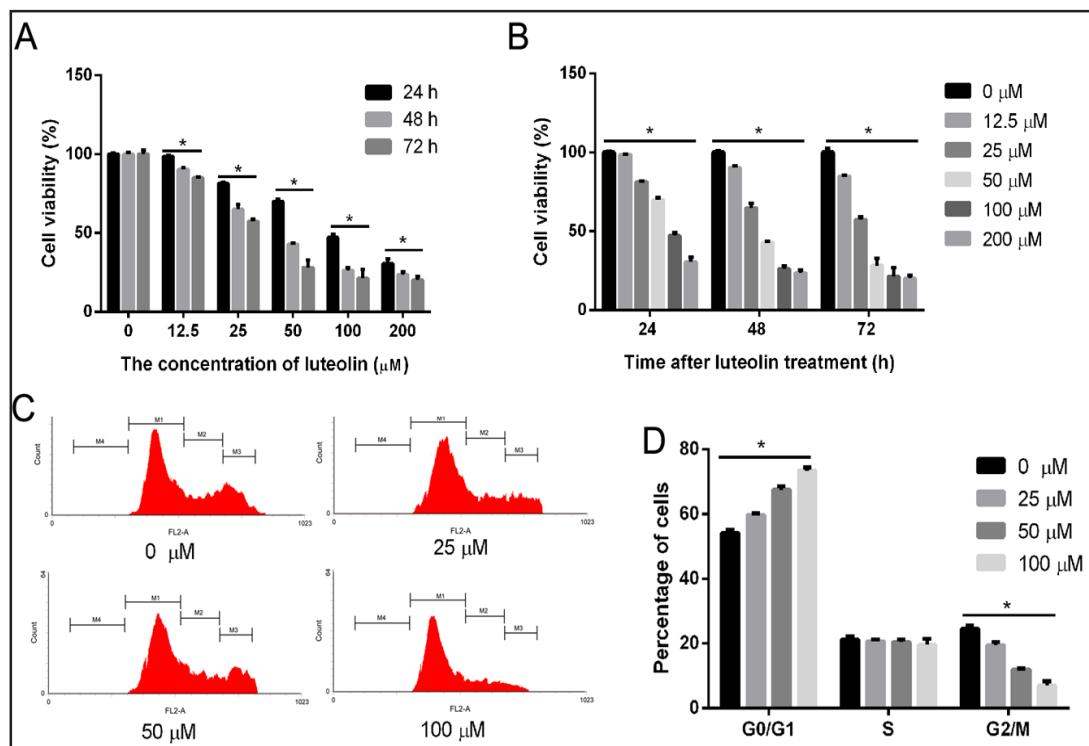 A
150
100
50
0
Cell viability (%)
24 h
48 h
72 h
*
*
*
*
*
0 12.5 25 50 100 200
The concentration of luteolin (μM)
B
150
100
50
0
Cell viability (%)
0 μM
12.5 μM
25 μM
50 μM
100 μM
200 μM
* * *
24 48 72
Time after luteolin treatment (h)
C
M1
M2
M3
M4
Count
FL2-A
1023
0 μM
M1
M2
M3
M4
Count
0
FL2-A
1023
25 μM
64
M1
M2
M3
M4
Count
0
FL2-A
1023
50 μM
64
M1
M2
M3
M4
Count
0
FL2-A
1023
100 μM
D
80
60
40
20
0
Percentage of cells
0 μM
25 μM
50 μM
100 μM
*
*
G0/G1 S G2/M